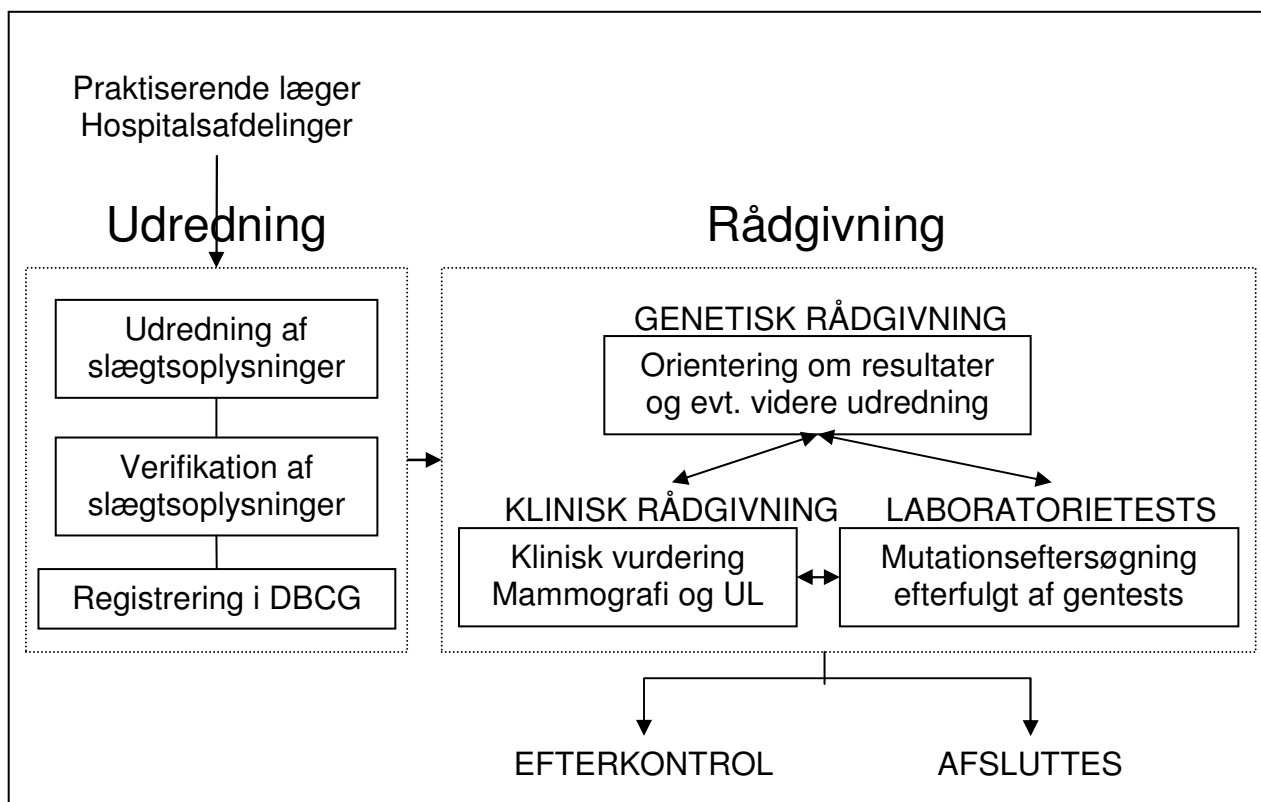 Praktiserende læger
Hospitalsafdelinger
Udredning
Udredning af
slægtsoplysninger
Verifikation af
slægtsoplysninger
Registrering i DBCG
Rådgivning
GENETISK RÅDGIVNING
Orientering om resultater
og evt. videre udredning
KLINISK RÅDGIVNING
Klinisk vurdering
Mammografi og UL
LABORATORIETESTS
Mutationseftersøgning
efterfulgt af gentests
EFTERKONTROL
AFSLUTTES